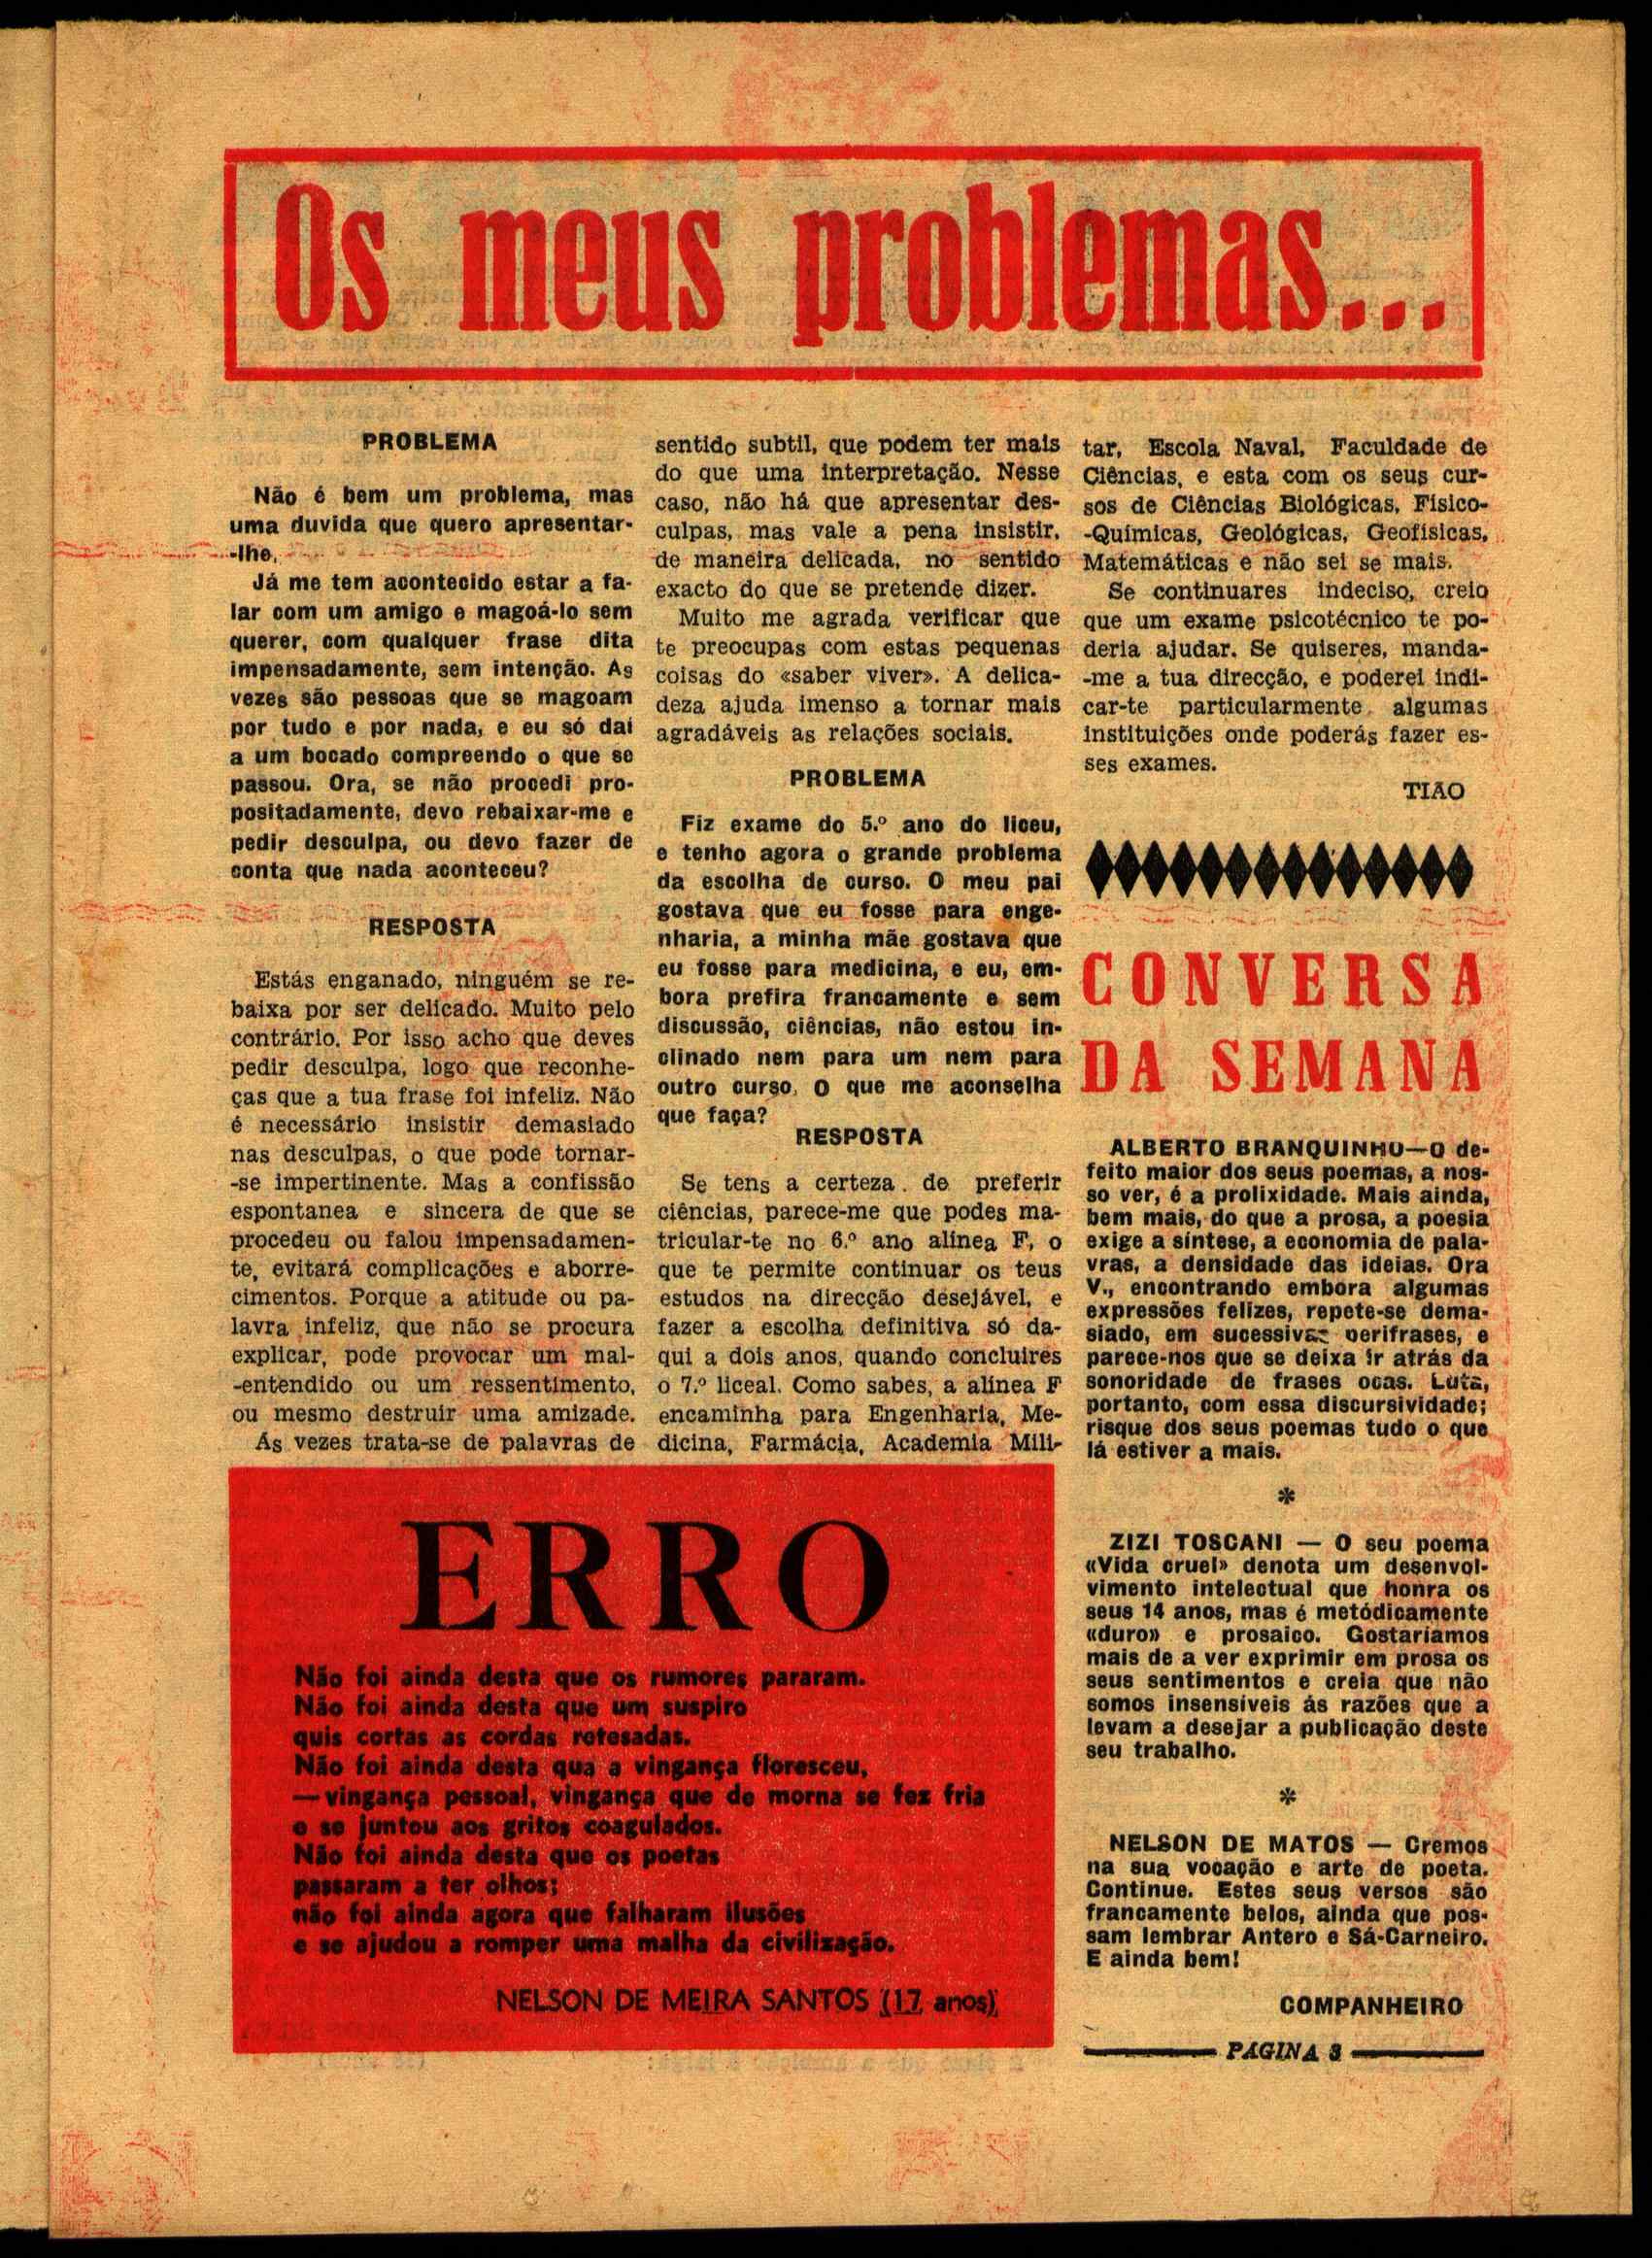 Os meus problemas...
PROBLEMA
Não é bem um problema, mas
uma duvida que quero apresentar-
-lhe.
Já me tem acontecido estar a fa-
lar com um amigo e magoá-lo sem
querer, com qualquer frase dita
impensadamente, sem intenção. As
vezes são pessoas que se magoam
por tudo e por nada, e eu só daí
a um bocado compreendo o que se
passou. Ora, se não procedi pro-
positadamente, devo rebaixar-me e
pedir desculpa, ou devo fazer de
conta que nada aconteceu?
RESPOSTA
Estás enganado, ninguém se re-
baixa por ser delicado. Muito pelo
contrário. Por isso acho que deves
pedir desculpa, logo que reconhe-
ças que a tua frase foi infeliz. Não
é necessário insistir demasiado
nas desculpas, o que pode tornar-
-se impertinente. Mas a confissão
espontanea e sincera de que se
procedeu ou falou impensadamen-
te, evitará complicações e aborre-
cimentos. Porque a atitude ou pa-
lavra infeliz, que não se procura
explicar, pode provocar um mal-
-entendido ou um ressentimento,
ou mesmo destruir uma amizade.
Às vezes trata-se de palavras de
sentido subtil, que podem ter mais
do que uma interpretação. Nesse
caso, não há que apresentar des-
culpas, mas vale a pena insistir,
de maneira delicada, no sentido
exacto do que se pretende dizer.
Muito me agrada verificar que
te preocupas com estas pequenas
coisas do «saber viver». A delica-
deza ajuda imenso a tornar mais
agradáveis as relações sociais.
PROBLEMA
Fiz exame do 5.º ano do liceu,
e tenho agora o grande problema
da escolha de curso. O meu pai
gostava que eu fosse para enge-
nharia, a minha mãe gostava que
eu fosse para medicina, e eu, em-
bora prefira francamente e sem
discussão, ciências, não estou in-
clinado nem para um nem para
outro curso. O que me aconselha
que faça?
RESPOSTA
Se tens a certeza de preferir
ciências, parece-me que podes ma-
tricular-te no 6.º ano alínea F, o
que te permite continuar os teus
estudos na direcção desejável, e
fazer a escolha definitiva só da-
qui a dois anos, quando concluires
o 7.º liceal. Como sabes, a alínea F
encaminha para Engenharia, Me-
dicina, Farmácia, Academia Mili-
tar, Escola Naval, Faculdade de
Ciências, e esta com os seus cur-
sos de Ciências Biológicas, Físico-
-Químicas, Geológicas, Geofísicas,
Matemáticas e não sei se mais.
Se continuares indeciso, creio
que um exame psicotécnico te po-
deria ajudar. Se quiseres, manda-
-me a tua direcção, e poderei indi-
car-te particularmente algumas
instituições onde poderás fazer es-
ses exames.
TIÃO
CONVERSA
DA SEMANA
ALBERTO BRANQUINHO—O de-
feito maior dos seus poemas, a nos-
so ver, é a prolixidade. Mais ainda,
bem mais, do que a prosa, a poesia
exige a síntese, a economia de pala-
vras, a densidade das ideias. Ora
V., encontrando embora algumas
expressões felizes, repete-se dema-
siado, em sucessivas perifrases, e
parece-nos que se deixa ir atrás da
sonoridade de frases ocas. Luta,
portanto, com essa discursividade;
risque dos seus poemas tudo o que
lá estiver a mais.
*
ZIZI TOSCANI — O seu poema
«Vida cruel» denota um desenvol-
vimento intelectual que honra os
seus 14 anos, mas é metódicamente
«duro» e prosaico. Gostaríamos
mais de a ver exprimir em prosa os
seus sentimentos e creia que não
somos insensíveis ás razões que a
levam a desejar a publicação deste
seu trabalho.
*
NELSON DE MATOS — Cremos
na sua vocação e arte de poeta.
Continue. Estes seus versos são
francamente belos, ainda que pos-
sam lembrar Antero e Sá-Carneiro.
E ainda bem!
COMPANHEIRO
PÁGINA 3
ERRO
Não foi ainda desta que os rumores pararam.
Não foi ainda desta que um suspiro
quis cortas as cordas retesadas.
Não foi ainda desta qua a vingança floresceu,
—vingança pessoal, vingança que de morna se fez fria
e se juntou aos gritos coagulados.
Não foi ainda desta que os poetas
passaram a ter olhos;
não foi ainda agora que falharam ilusões
e se ajudou a romper uma malha da civilização.
NELSON DE MEIRA SANTOS (17 anos)